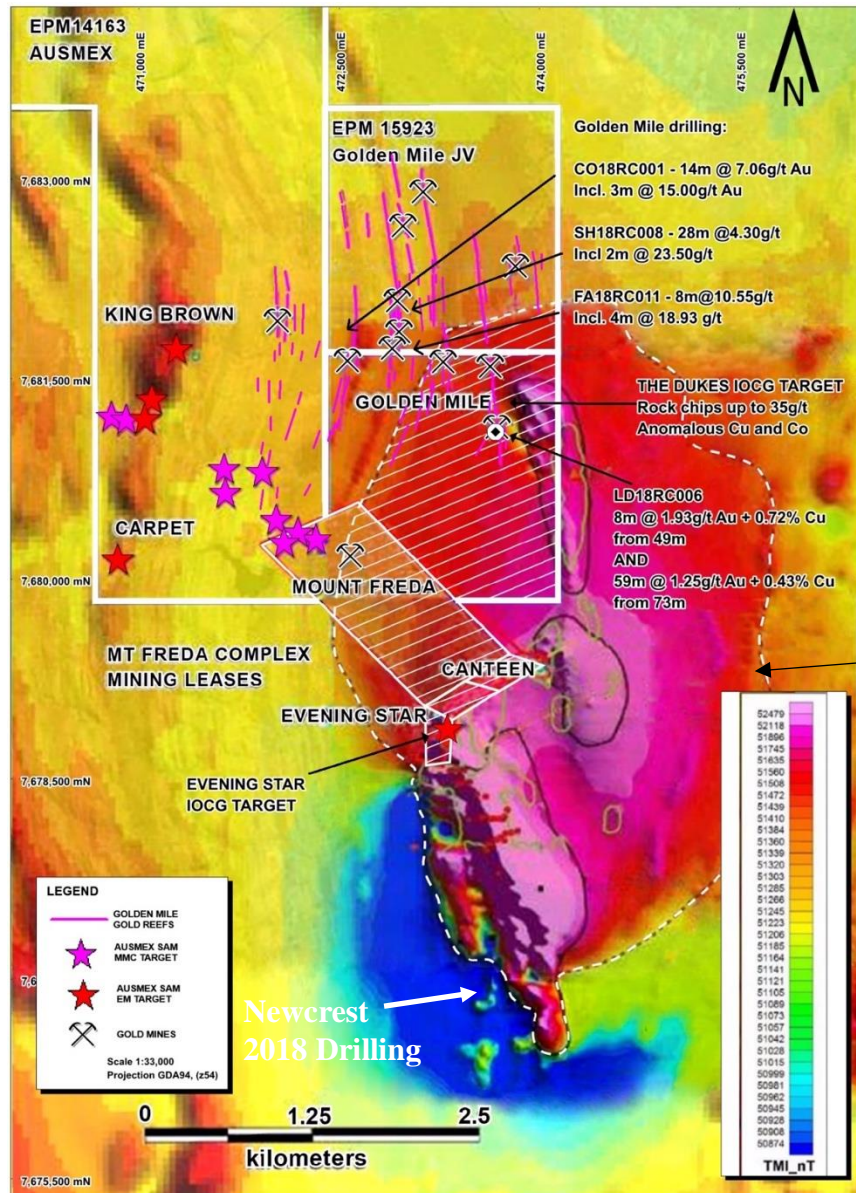 EPM14163
AUSMEX
471,000 mE
472,500 mE
474,000 mE
475,500 mE
N
EPM 15923
Golden Mile JV
Golden Mile drilling:
CO18RC001 - 14m @ 7.06g/t Au
Incl. 3m @ 15.00g/t Au
SH18RC008 - 28m @4.30g/t
Incl 2m @ 23.50g/t
FA18RC011 - 8m@10.55g/t
Incl. 4m @ 18.93 g/t
7,683,000 mN
KING BROWN
7,681,500 mN
GOLDEN MILE
THE DUKES IOCG TARGET
Rock chips up to 35g/t
Anomalous Cu and Co
LD18RC006
8m @ 1.93g/t Au + 0.72% Cu
from 49m
AND
59m @ 1.25g/t Au + 0.43% Cu
from 73m
CARPET
7,680,000 mN
MOUNT FREDA
MT FREDA COMPLEX
MINING LEASES
CANTEEN
EVENING STAR
7,678,500 mN
EVENING STAR
IOCG TARGET
LEGEND
GOLDEN MILE
GOLD REEFS
AUSMEX SAM
MMC TARGET
AUSMEX SAM
EM TARGET
GOLD MINES
Scale 1:33,000
Projection GDA94, (z54)
Newcrest
2018 Drilling
0 1.25 2.5
kilometers
7,675,500 mN
52479
52118
51896
51745
51635
51560
51508
51472
51439
51410
51384
51360
51339
51320
51303
51285
51266
51245
51223
51206
51185
51164
51141
51121
51105
51089
51073
51057
51042
51028
51015
50999
50981
50962
50945
50928
50908
50874
TMI_nT